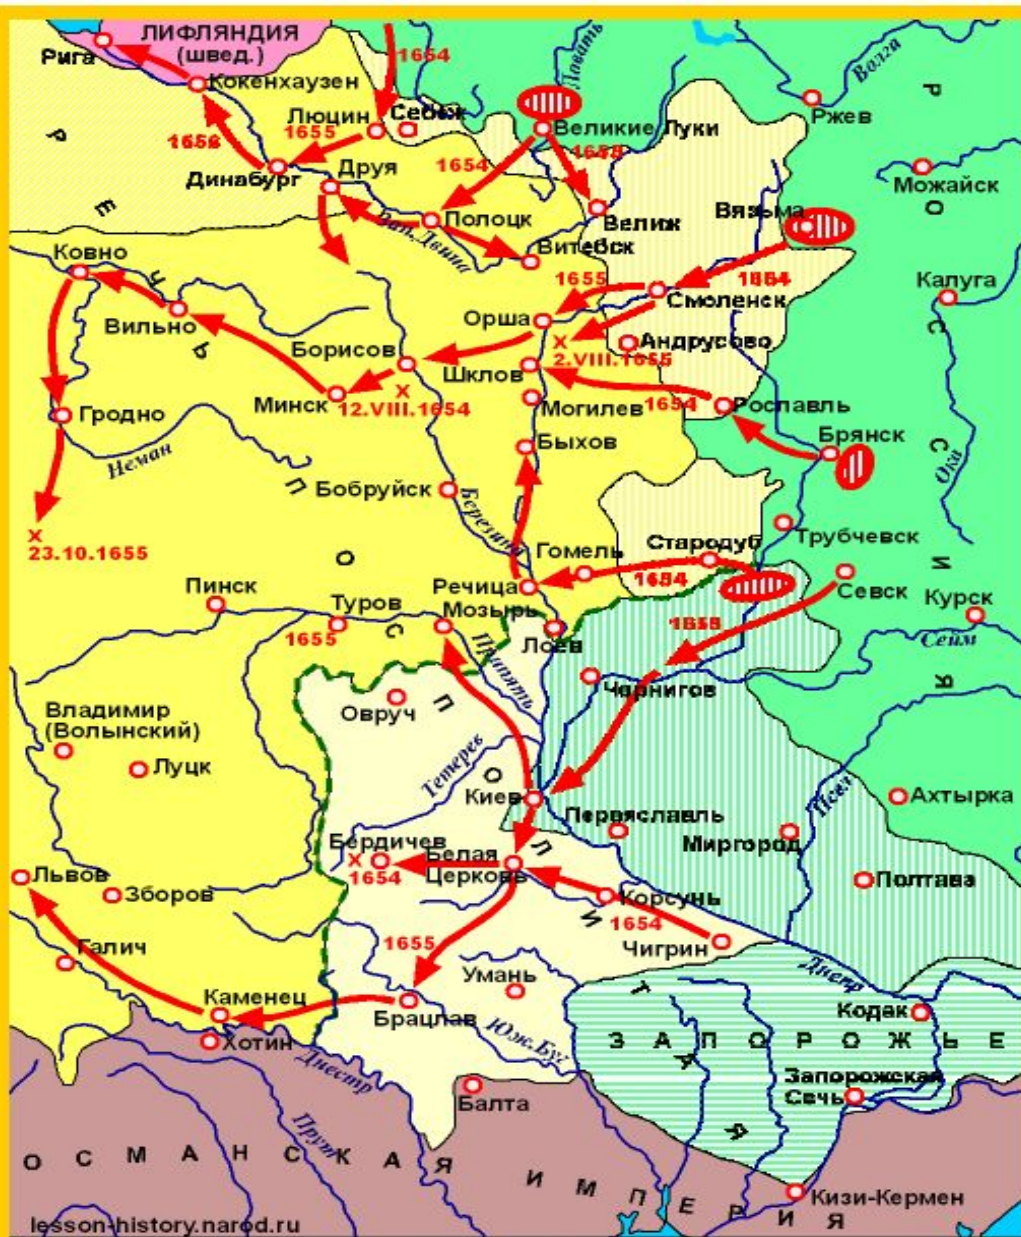 ЛИФЛЯНДИЯ
(швед.)
Рига
Кокенхаузен
1654
Ловать
Волга
Ржев
Люцин
Себеж
1655
1656
Динабург
Друя
1654
Великие Луки
Можайск
Полоцк
Зап.Двина
Велиж
Вязьма
Витебск
Ковно
1655
1654
Смоленск
Калуга
Вильно
Орша
Андрусово
2.VIII.1655
Борисов
Шклов
Минск
12.VIII.1654
Могилев
1654
Рославль
Гродно
Неман
Быхов
Брянск
Ока
Бобруйск
Березина
23.10.1655
Трубчевск
Гомель
Стародуб
1654
Пинск
Речица
Севск
Туров
Мозырь
Курск
1655
Лоев
Сейм
Припять
Чернигов
Овруч
Владимир
(Волынский)
Луцк
Тетерев
Киев
Псел
Ахтырка
Переяславль
Миргород
Бердичев
Белая
Церковь
1654
Львов
Зборов
Корсунь
Полтава
1654
Чигрин
Галич
1655
Умань
Днепр
Каменец
Брацлав
Юж.Буг
Кодак
Хотин
Днестр
ЗАПОРОЖЬЕ
Запорожская
Сечь
Балта
Прут
РЕЧЬ ПОСПОЛИТАЯ
РОССИЯ
ОСМАНСКАЯ ИМПЕРИЯ
Кизи-Кермен
lesson-history.narod.ru